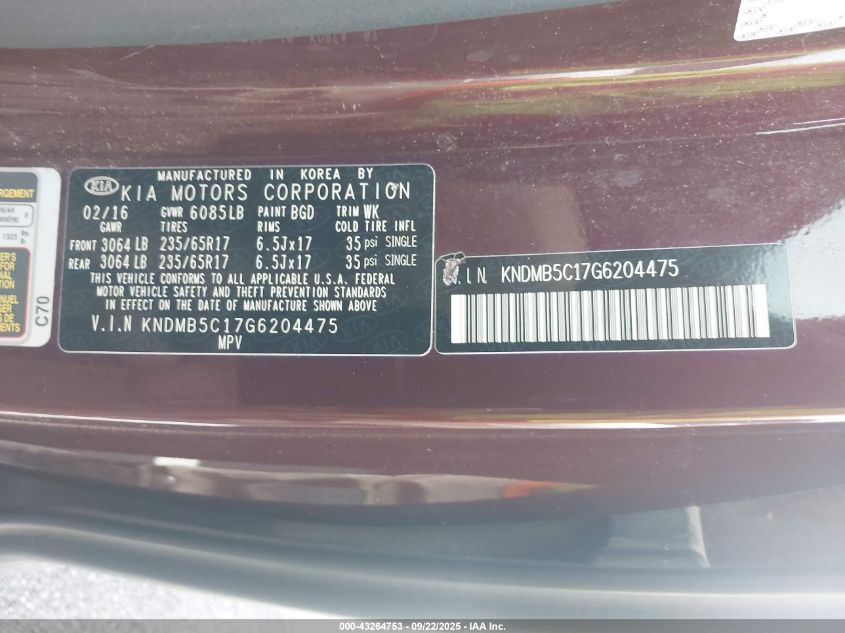 MANUFACTURED IN KOREA BY
KIA KIA MOTORS CORPORATION
02/16 GVWR 6085LB PAINT BGD TRIM WK
GAWR TIRES RIMS COLD TIRE INFL
FRONT 3064 LB 235/65R17 6.5Jx17 35 psi SINGLE
REAR 3064 LB 235/65R17 6.5Jx17 35 psi SINGLE
THIS VEHICLE CONFORMS TO ALL APPLICABLE U.S.A. FEDERAL
MOTOR VEHICLE SAFETY AND THEFT PREVENTION STANDARDS
IN EFFECT ON THE DATE OF MANUFACTURE SHOWN ABOVE
V.I.N KNDMB5C17G6204475
MPV
V.I.N. KNDMB5C17G6204475
C70
000-43264753 - 09/22/2025 - IAA Inc.